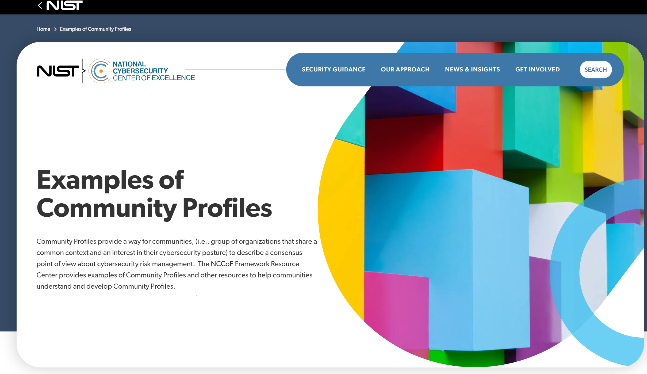 NIST
Home > Examples of Community Profiles
NIST NATIONAL CYBERSECURITY CENTER OF EXCELLENCE
SECURITY GUIDANCE OUR APPROACH NEWS & INSIGHTS GET INVOLVED SEARCH
Examples of
Community Profiles
Community Profiles provide a way for communities, (i.e., group of organizations that share a
common context and an interest in their cybersecurity posture) to describe a consensus
point of view about cybersecurity risk management. The NCCoE Framework Resource
Center provides examples of Community Profiles and other resources to help communities
understand and develop Community Profiles.